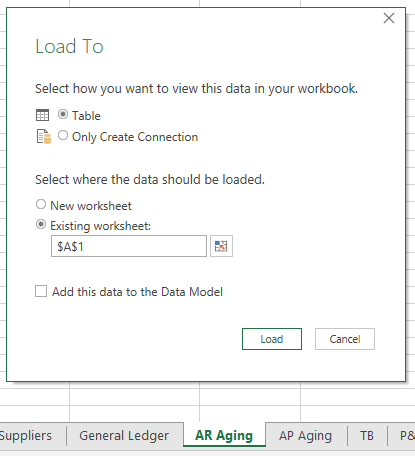 Load To
Select how you want to view this data in your workbook.
Table
Only Create Connection
Select where the data should be loaded.
New worksheet
Existing worksheet:
$A$1
Add this data to the Data Model
Load Cancel
Suppliers General Ledger AR Aging AP Aging TB P&